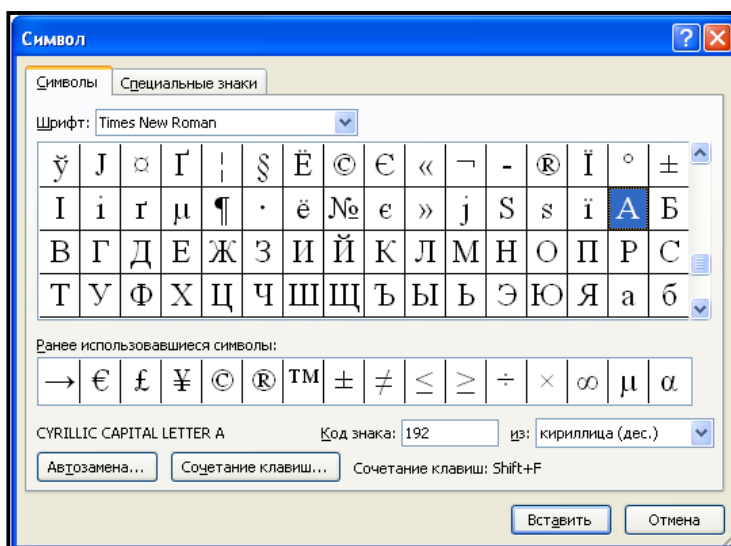 Символ
Символы Специальные знаки
Шрифт: Times New Roman
ў Ј ¤ Ґ ¦ § Ё © Є « ¬ - ® Ї ° ±
І і ґ µ ¶ · ё № є » ј Ѕ ѕ ї А Б
В Г Д Е Ж З И Й К Л М Н О П Р С
Т У Ф Х Ц Ч Ш Щ Ъ Ы Ь Э Ю Я а б
Ранее использовавшиеся символы:
→ € £ ¥ © ® ™ ± ≠ ≤ ≥ ÷ × ∞ µ α
CYRILLIC CAPITAL LETTER A Код знака: 192 из: кириллица (дес.)
Автозамена... Сочетание клавиш... Сочетание клавиш: Shift+F
Вставить Отмена